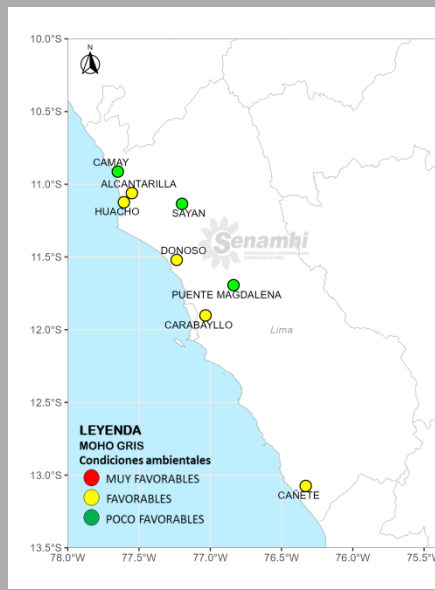 10.0°S
N
10.5°S
CAMAY
11.0°S
ALCANTARILLA
HUACHO
SAYAN
11.5°S
DONOSO
Senamhi
PUENTE MAGDALENA
12.0°S
CARABAYLLO
Lima
12.5°S
LEYENDA
MOHO GRIS
Condiciones ambientales
MUY FAVORABLES
FAVORABLES
POCO FAVORABLES
13.0°S
CAÑETE
13.5°S
78.0°W 77.5°W 77.0°W 76.5°W 76.0°W 75.5°W